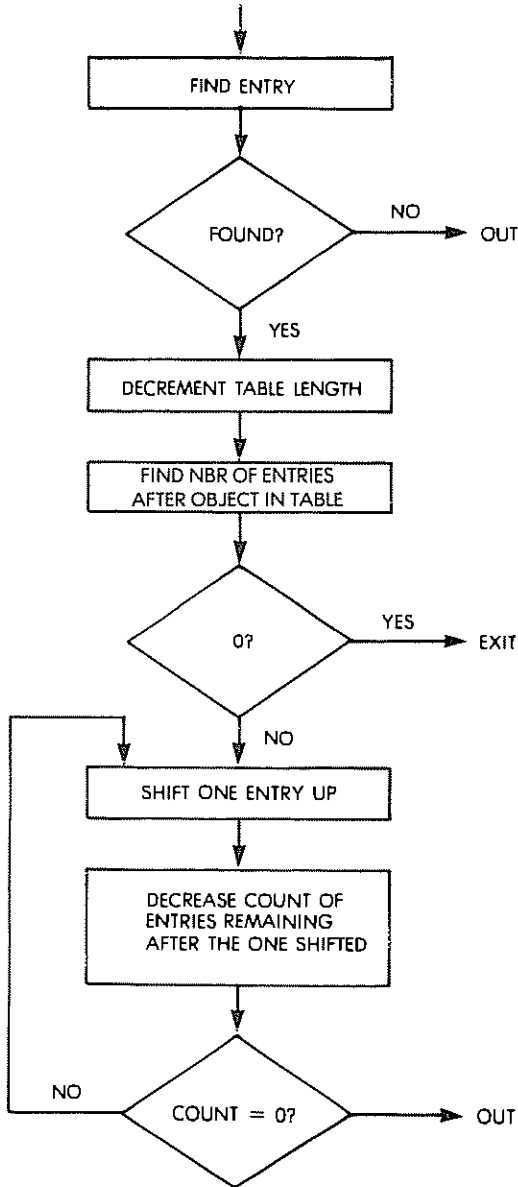 FIND ENTRY
FOUND?
NO
OUT
YES
DECREMENT TABLE LENGTH
FIND NBR OF ENTRIES
AFTER OBJECT IN TABLE
0?
YES
EXIT
NO
SHIFT ONE ENTRY UP
DECREASE COUNT OF
ENTRIES REMAINING
AFTER THE ONE SHIFTED
NO
COUNT = 0?
OUT